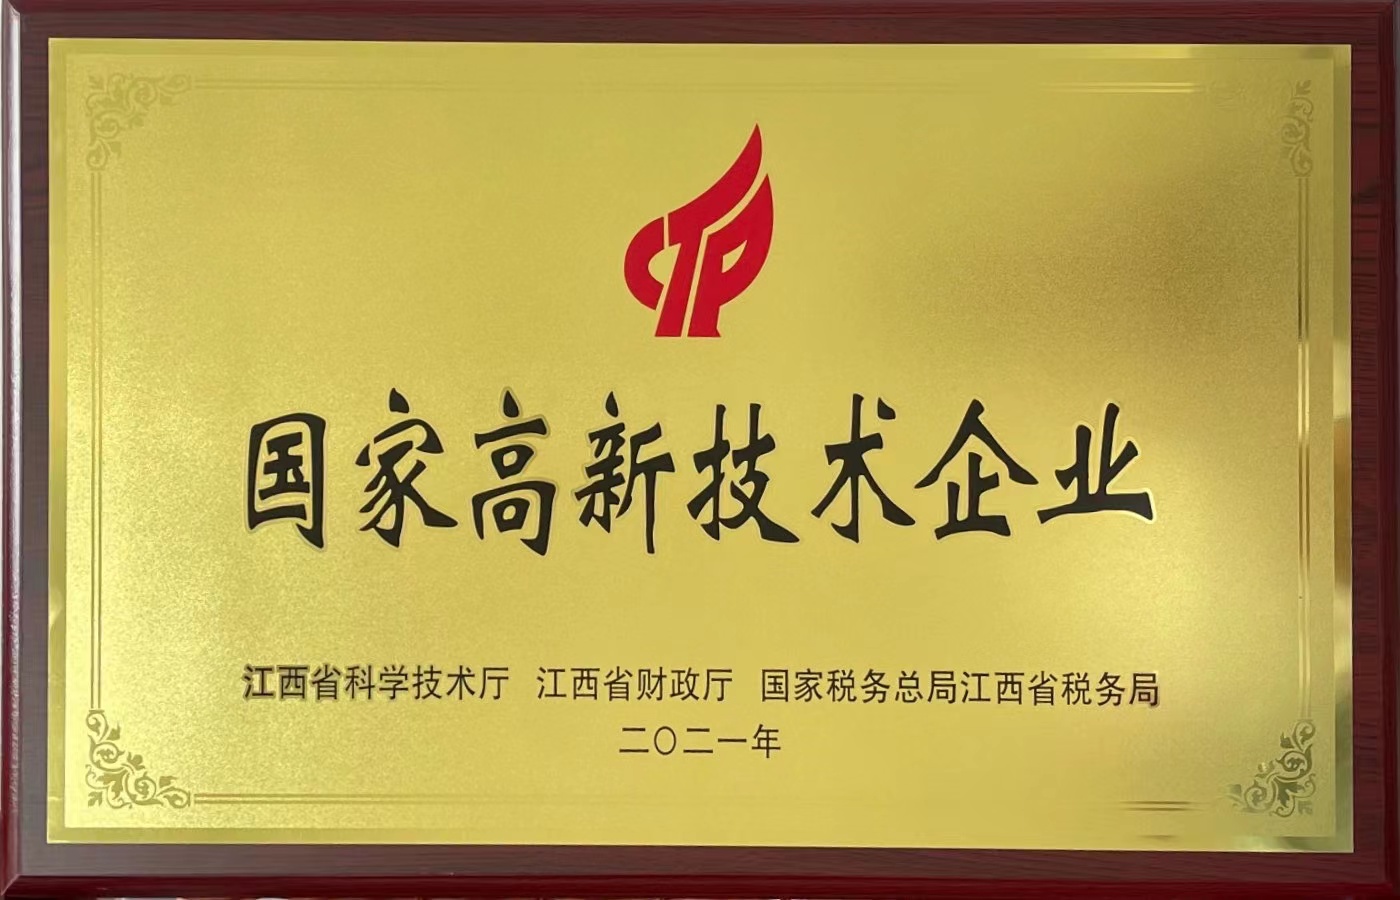 CTP
国家高新技术企业
江西省科学技术厅 江西省财政厅 国家税务总局江西省税务局
二〇二一年